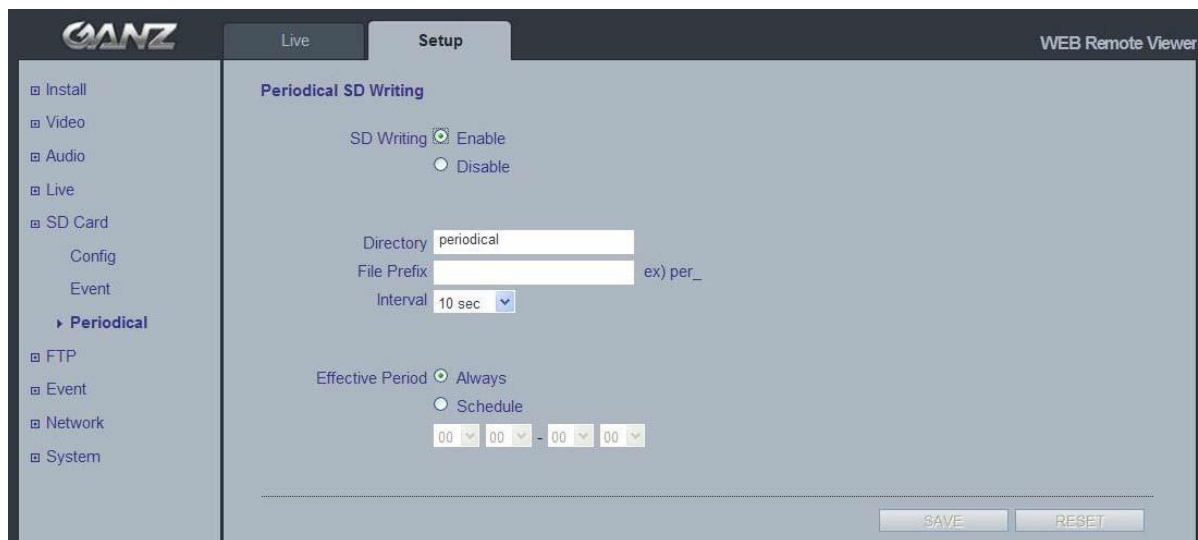 GANZ
Live
Setup
WEB Remote Viewer
Install
Video
Audio
Live
SD Card
Config
Event
Periodical
FTP
Event
Network
System
Periodical SD Writing
SD Writing Enable
Disable
Directory periodical
File Prefix ex) per_
Interval 10 sec
Effective Period Always
Schedule
00 00 - 00 00
SAVE RESET